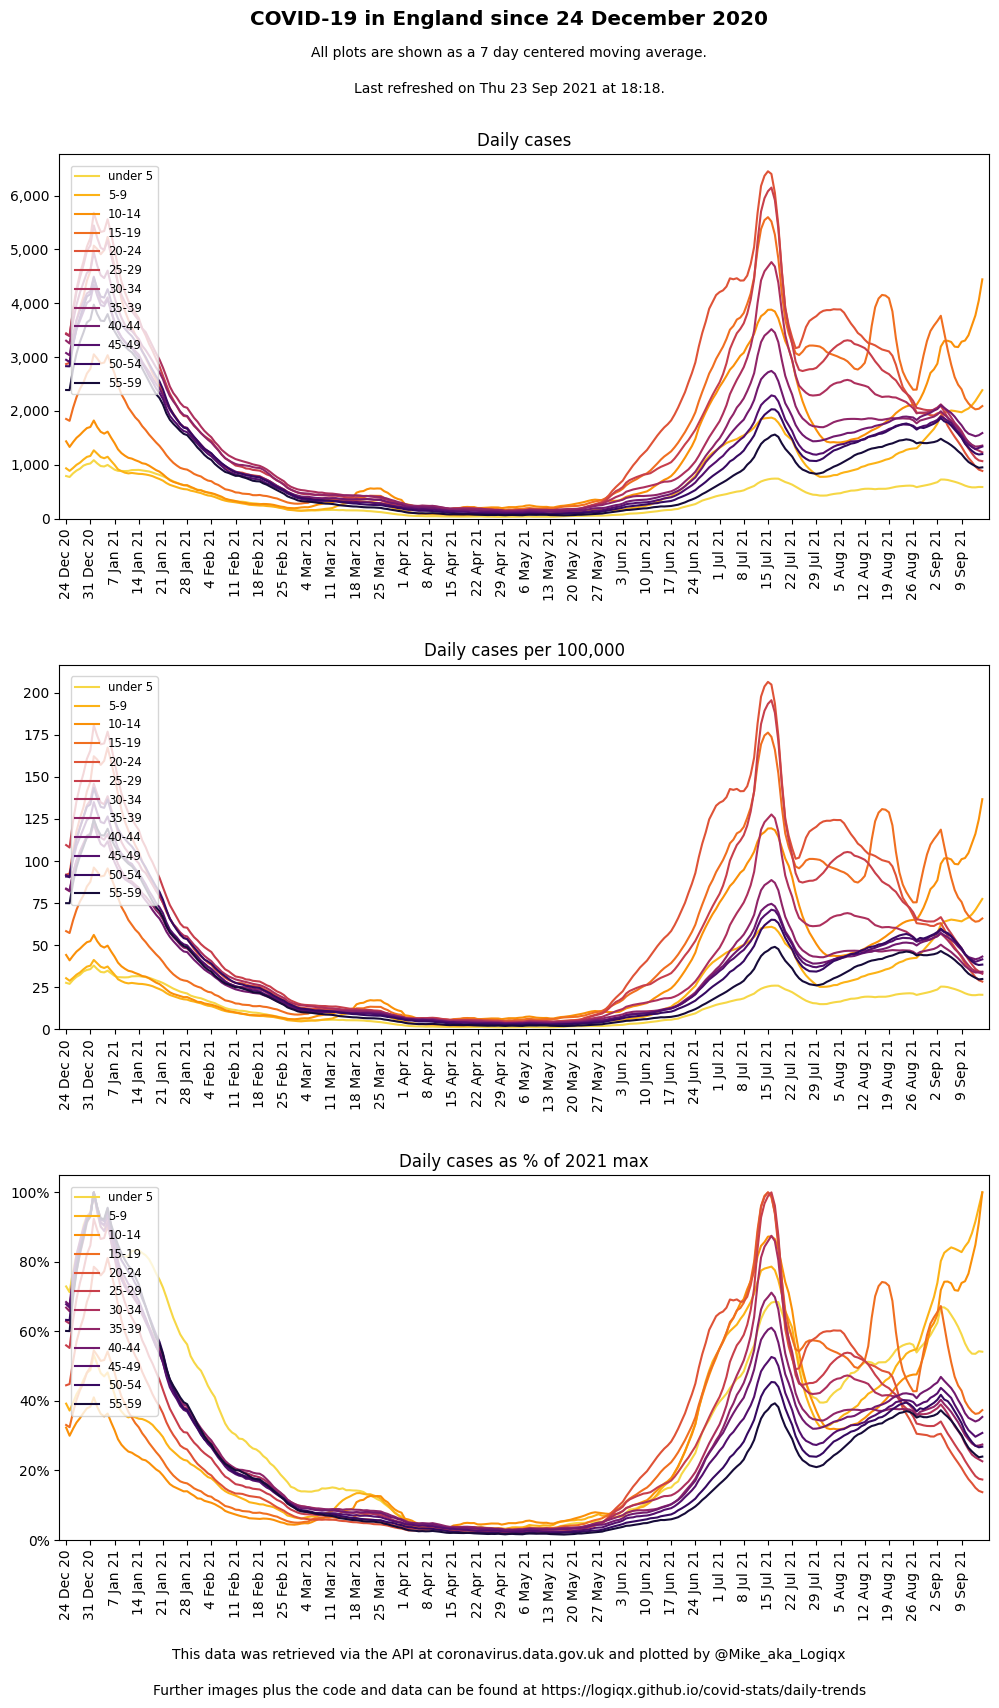 COVID-19 in England since 24 December 2020
All plots are shown as a 7 day centered moving average.
Last refreshed on Thu 23 Sep 2021 at 18:18.
Daily cases
6,000
5,000
4,000
3,000
2,000
1,000
0
under 5
5-9
10-14
15-19
20-24
25-29
30-34
35-39
40-44
45-49
50-54
55-59
24 Dec 20
31 Dec 20
7 Jan 21
14 Jan 21
21 Jan 21
28 Jan 21
4 Feb 21
11 Feb 21
18 Feb 21
25 Feb 21
4 Mar 21
11 Mar 21
18 Mar 21
25 Mar 21
1 Apr 21
8 Apr 21
15 Apr 21
22 Apr 21
29 Apr 21
6 May 21
13 May 21
20 May 21
27 May 21
3 Jun 21
10 Jun 21
17 Jun 21
24 Jun 21
1 Jul 21
8 Jul 21
15 Jul 21
22 Jul 21
29 Jul 21
5 Aug 21
12 Aug 21
19 Aug 21
26 Aug 21
2 Sep 21
9 Sep 21
Daily cases per 100,000
200
175
150
125
100
75
50
25
0
under 5
5-9
10-14
15-19
20-24
25-29
30-34
35-39
40-44
45-49
50-54
55-59
24 Dec 20
31 Dec 20
7 Jan 21
14 Jan 21
21 Jan 21
28 Jan 21
4 Feb 21
11 Feb 21
18 Feb 21
25 Feb 21
4 Mar 21
11 Mar 21
18 Mar 21
25 Mar 21
1 Apr 21
8 Apr 21
15 Apr 21
22 Apr 21
29 Apr 21
6 May 21
13 May 21
20 May 21
27 May 21
3 Jun 21
10 Jun 21
17 Jun 21
24 Jun 21
1 Jul 21
8 Jul 21
15 Jul 21
22 Jul 21
29 Jul 21
5 Aug 21
12 Aug 21
19 Aug 21
26 Aug 21
2 Sep 21
9 Sep 21
Daily cases as % of 2021 max
100%
80%
60%
40%
20%
0%
under 5
5-9
10-14
15-19
20-24
25-29
30-34
35-39
40-44
45-49
50-54
55-59
24 Dec 20
31 Dec 20
7 Jan 21
14 Jan 21
21 Jan 21
28 Jan 21
4 Feb 21
11 Feb 21
18 Feb 21
25 Feb 21
4 Mar 21
11 Mar 21
18 Mar 21
25 Mar 21
1 Apr 21
8 Apr 21
15 Apr 21
22 Apr 21
29 Apr 21
6 May 21
13 May 21
20 May 21
27 May 21
3 Jun 21
10 Jun 21
17 Jun 21
24 Jun 21
1 Jul 21
8 Jul 21
15 Jul 21
22 Jul 21
29 Jul 21
5 Aug 21
12 Aug 21
19 Aug 21
26 Aug 21
2 Sep 21
9 Sep 21
This data was retrieved via the API at coronavirus.data.gov.uk and plotted by @Mike_aka_Logiqx
Further images plus the code and data can be found at https://logiqx.github.io/covid-stats/daily-trends